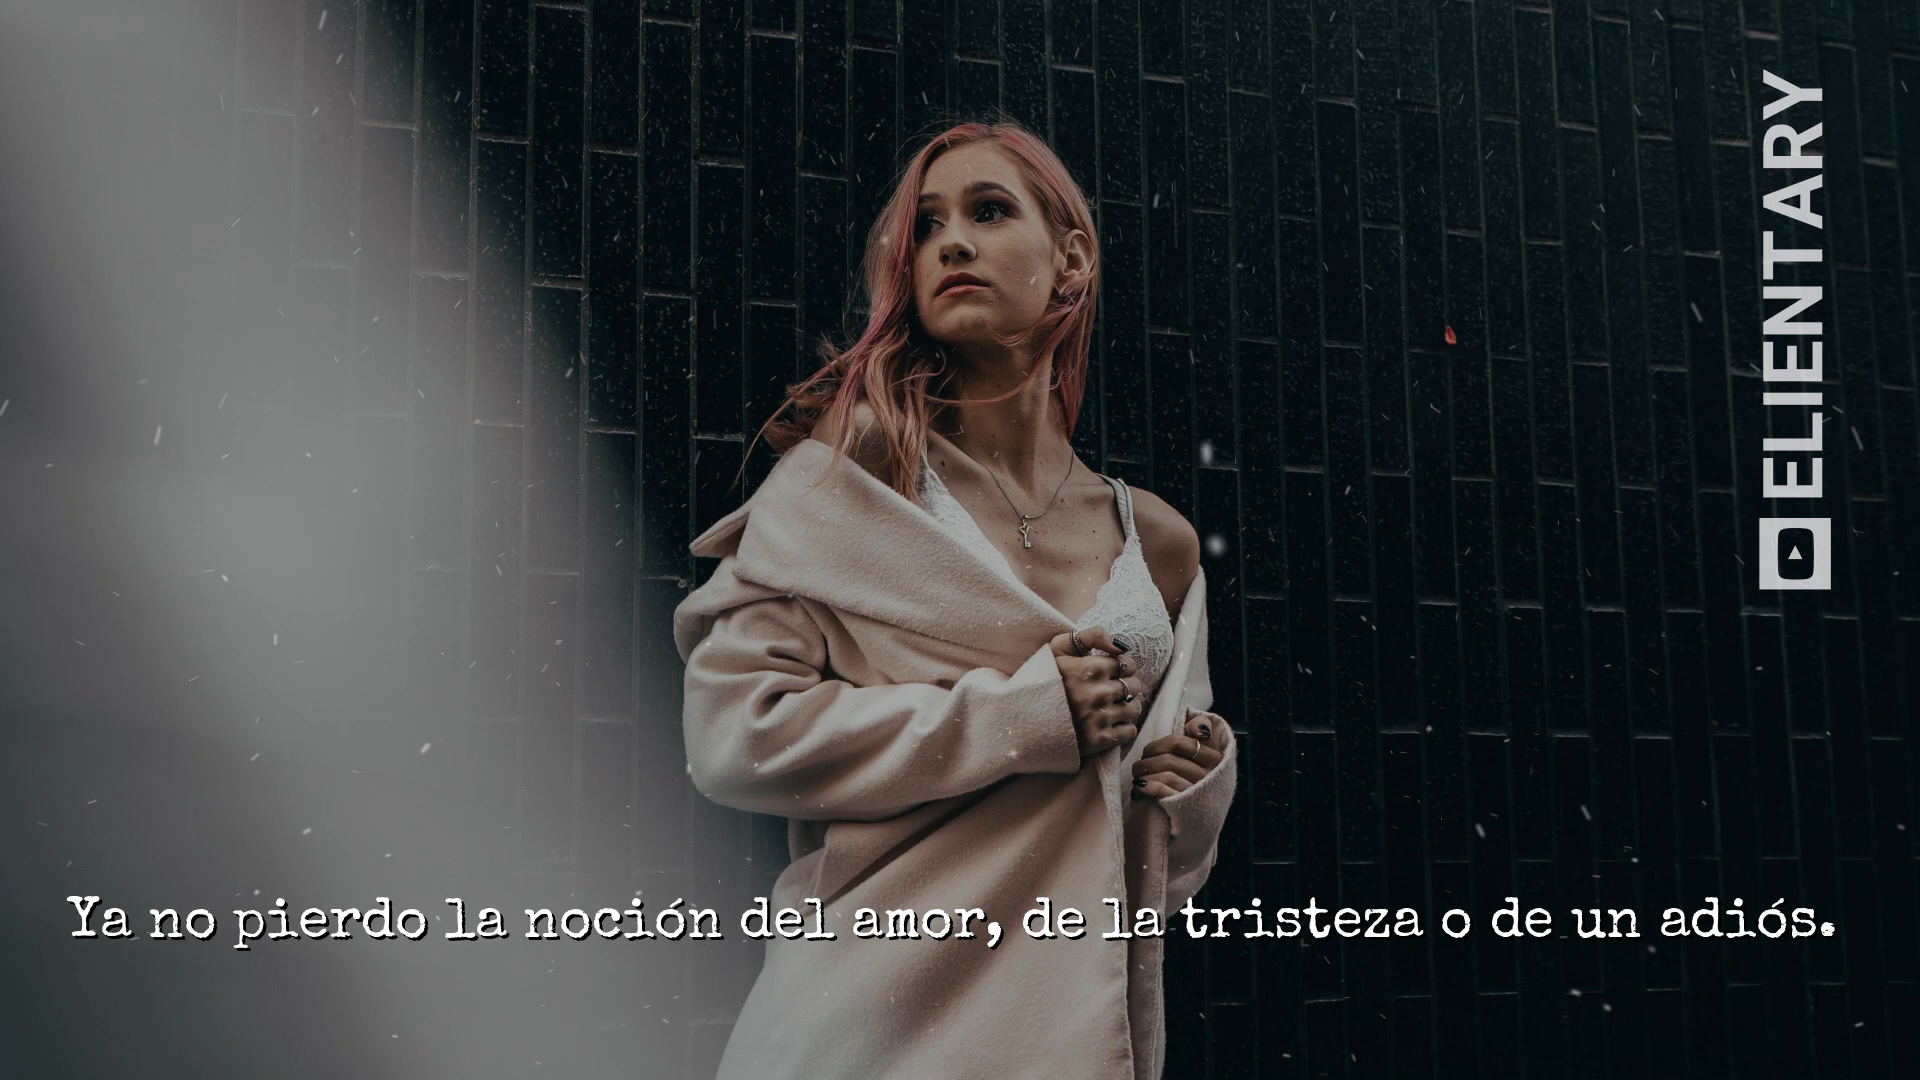 ELIENTARY
Ya no pierdo la noción del amor, de la tristeza o de un adiós.